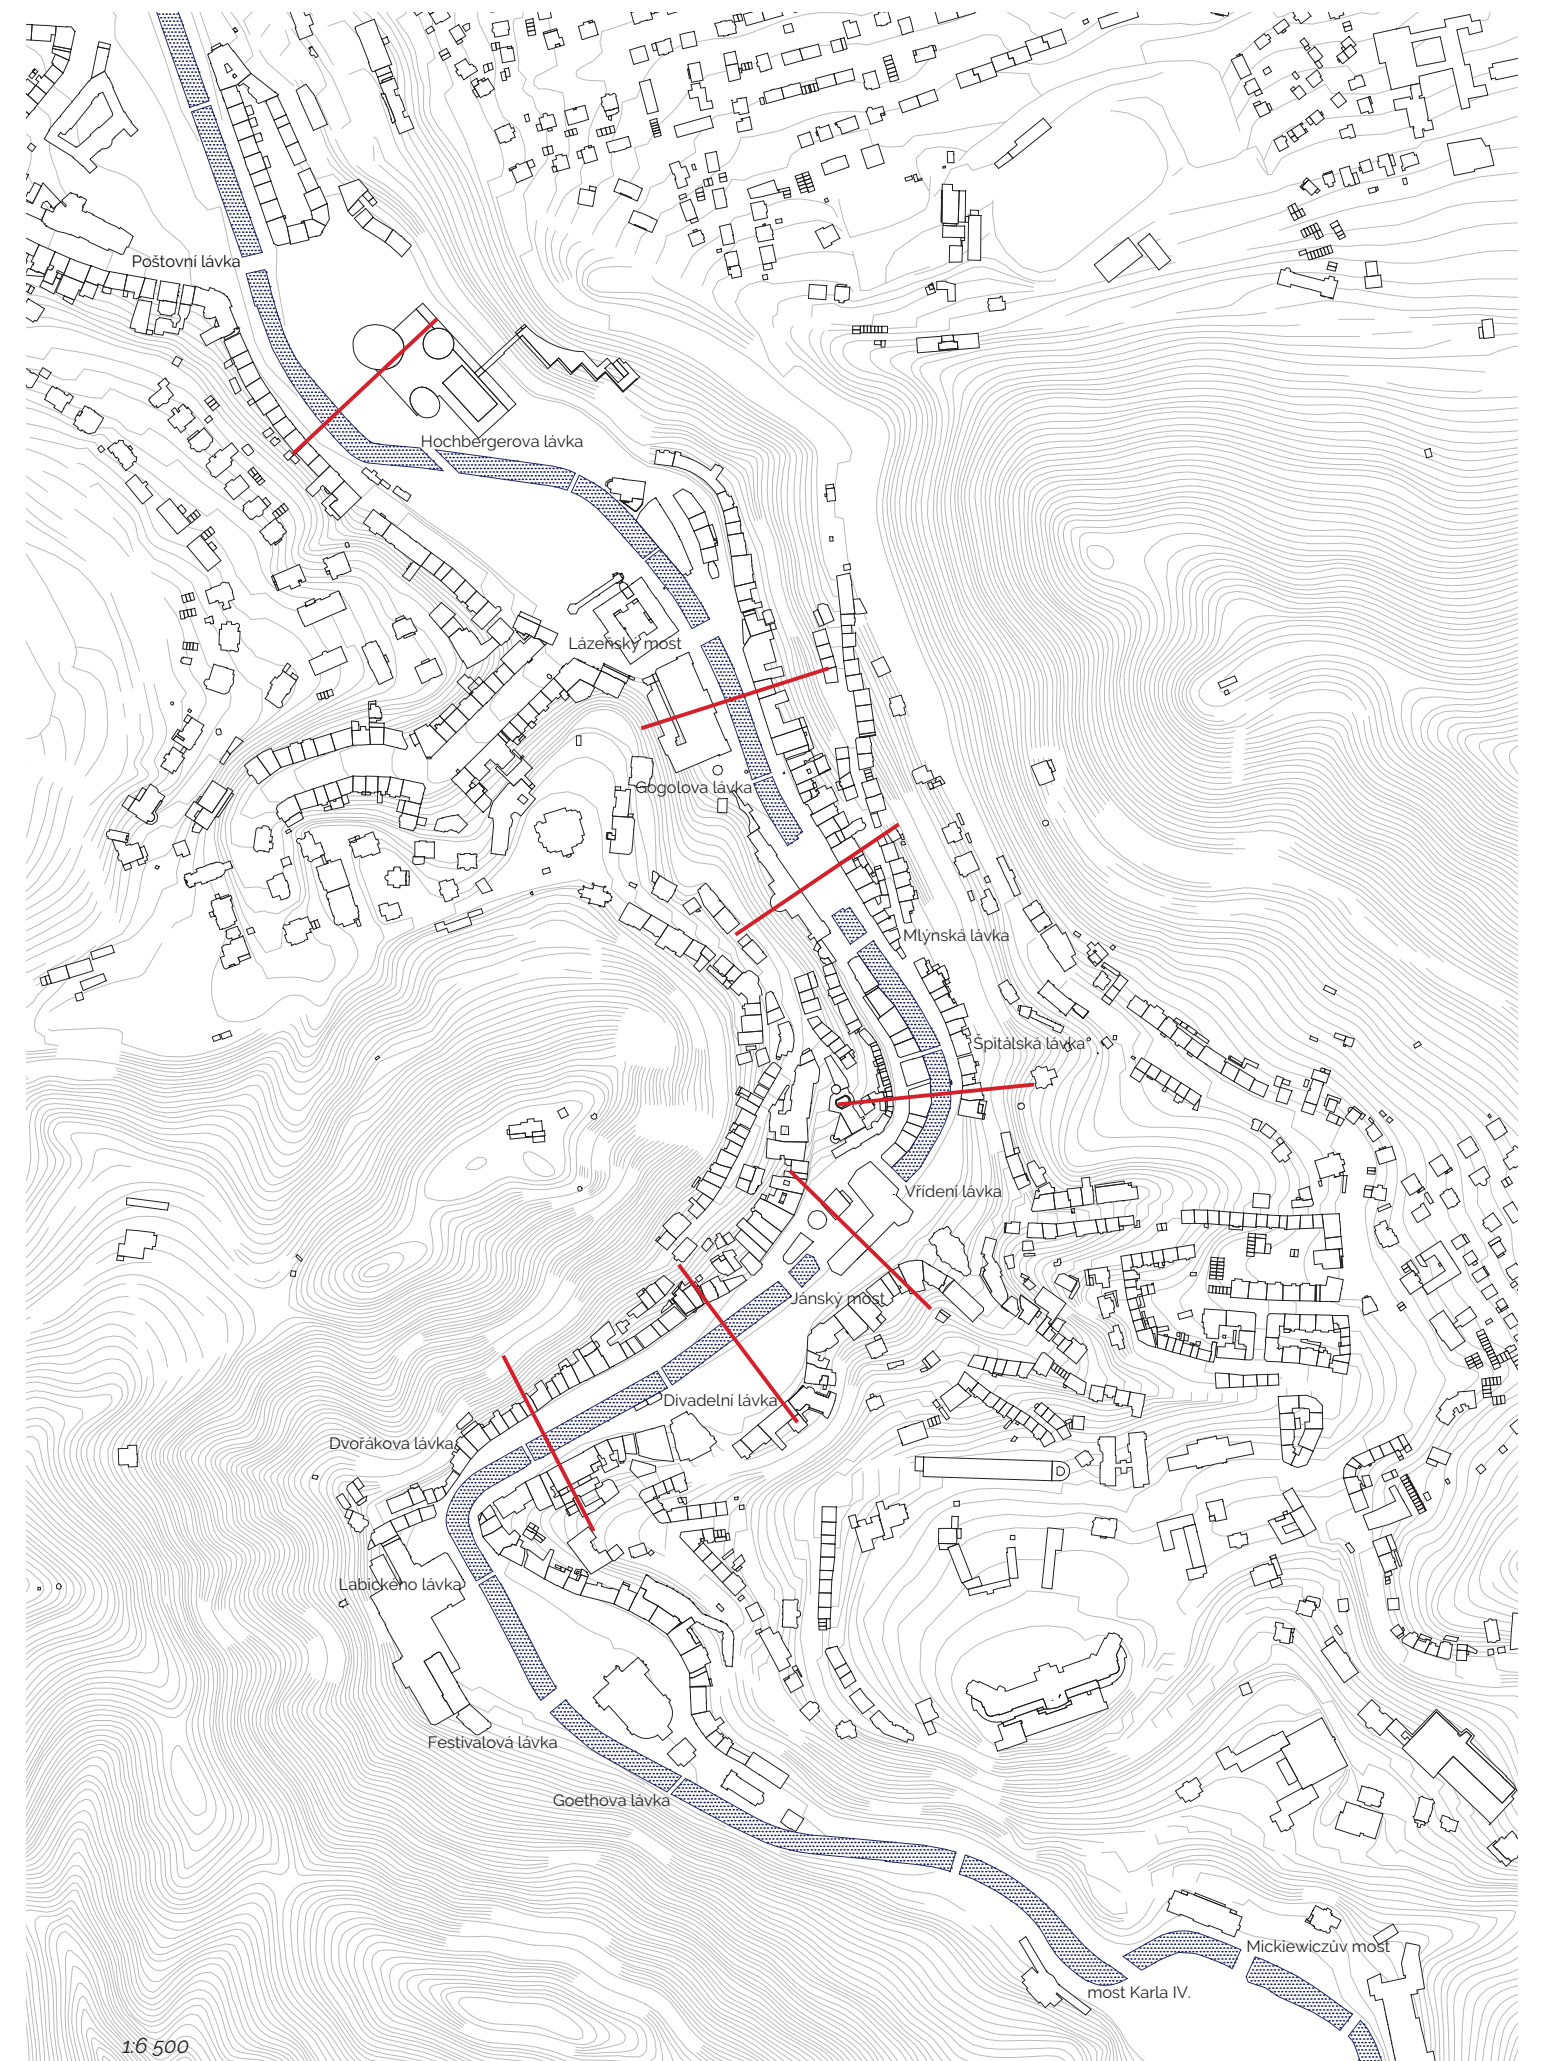 Poštovní lávka
Hochbergerova lávka
Lázeňský most
Gogolova lávka
Mlýnská lávka
Špitálská lávka
Vřídení lávka
Jánský most
Divadelní lávka
Dvořákova lávka
Labického lávka
Festivalová lávka
Goethova lávka
Mickiewiczův most
most Karla IV.
1:6 500